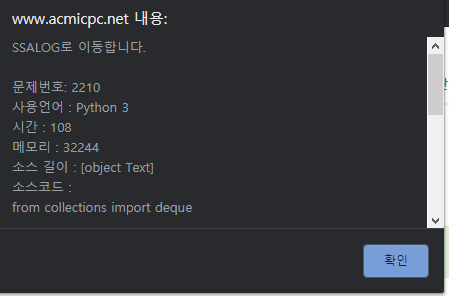 www.acmicpc.net 내용:
SSALOG로 이동합니다.
문제번호: 2210
사용언어 : Python 3
시간 : 108
메모리 : 32244
소스 길이 : [object Text]
소스코드 :
from collections import deque
확인